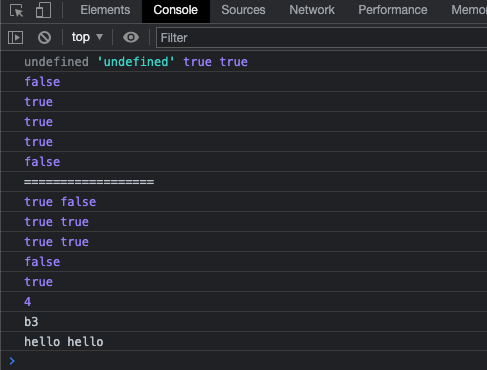 Elements Console Sources Network Performance Memor
top ▼ Filter
undefined 'undefined' true true
false
true
true
true
false
==================
true false
true true
true true
false
true
4
b3
hello hello
>